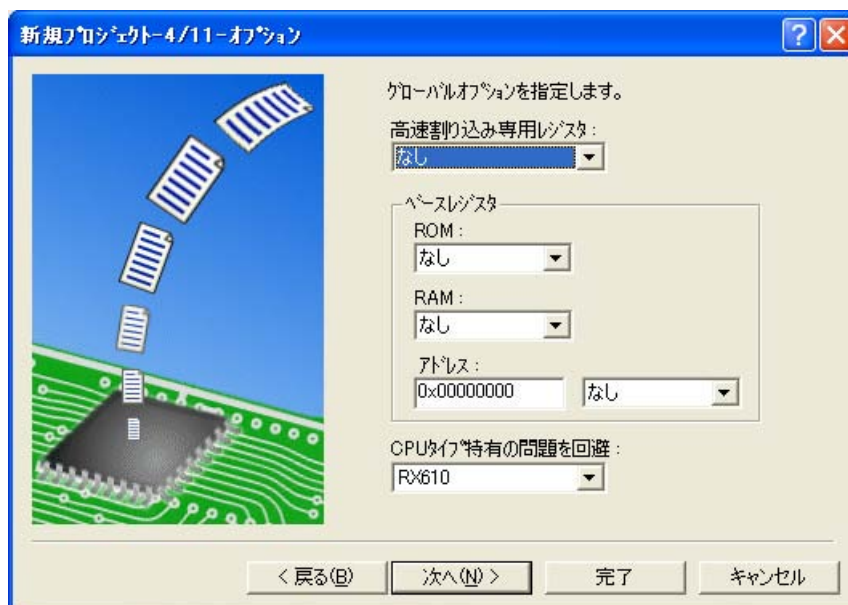 新規ﾌﾟﾛｼﾞｪｸﾄ-4/11-ｵﾌﾟｼｮﾝ
ｸﾞﾛｰﾊﾞﾙｵﾌﾟｼｮﾝを指定します。
高速割り込み専用ﾚｼﾞｽﾀ :
なし
ﾍﾞｰｽﾚｼﾞｽﾀ
ROM :
なし
RAM :
なし
ｱﾄﾞﾚｽ :
0x00000000 なし
CPUﾀｲﾌﾟ特有の問題を回避 :
RX610
< 戻る(B) 次へ(N) > 完了 キャンセル